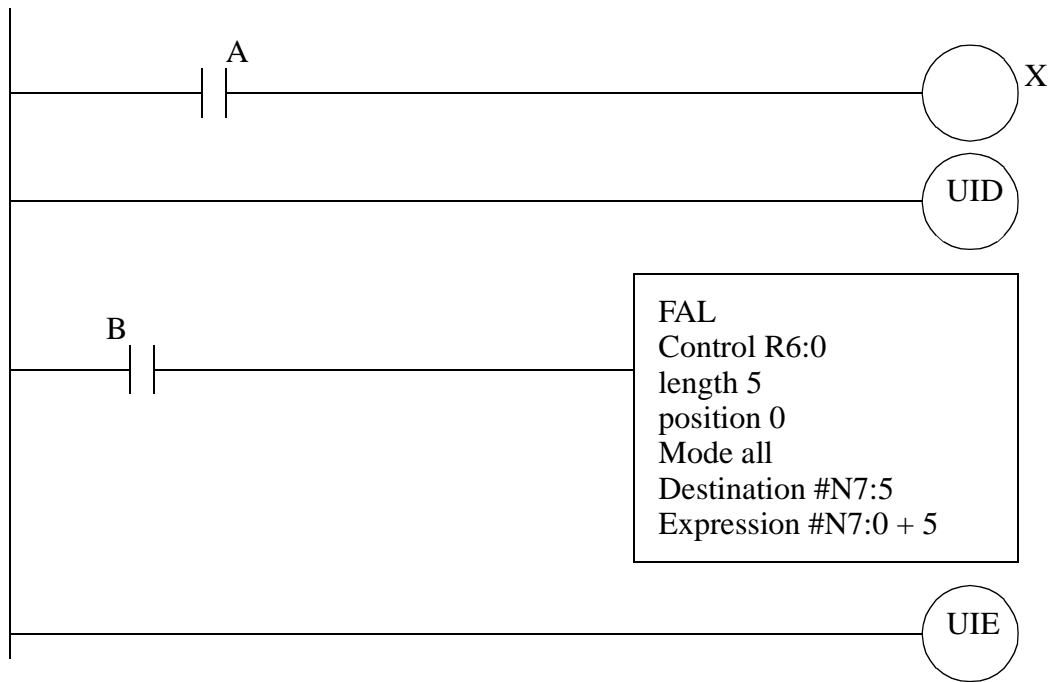 A
X
UID
B
FAL
Control R6:0
length 5
position 0
Mode all
Destination #N7:5
Expression #N7:0 + 5
UIE